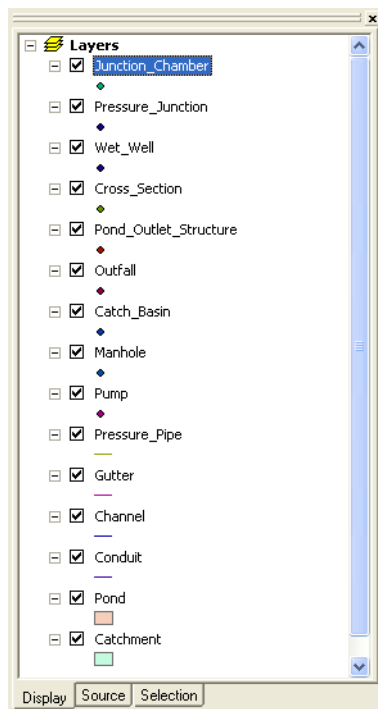 Layers
Junction_Chamber
Pressure_Junction
Wet_Well
Cross_Section
Pond_Outlet_Structure
Outfall
Catch_Basin
Manhole
Pump
Pressure_Pipe
Gutter
Channel
Conduit
Pond
Catchment
Display Source Selection